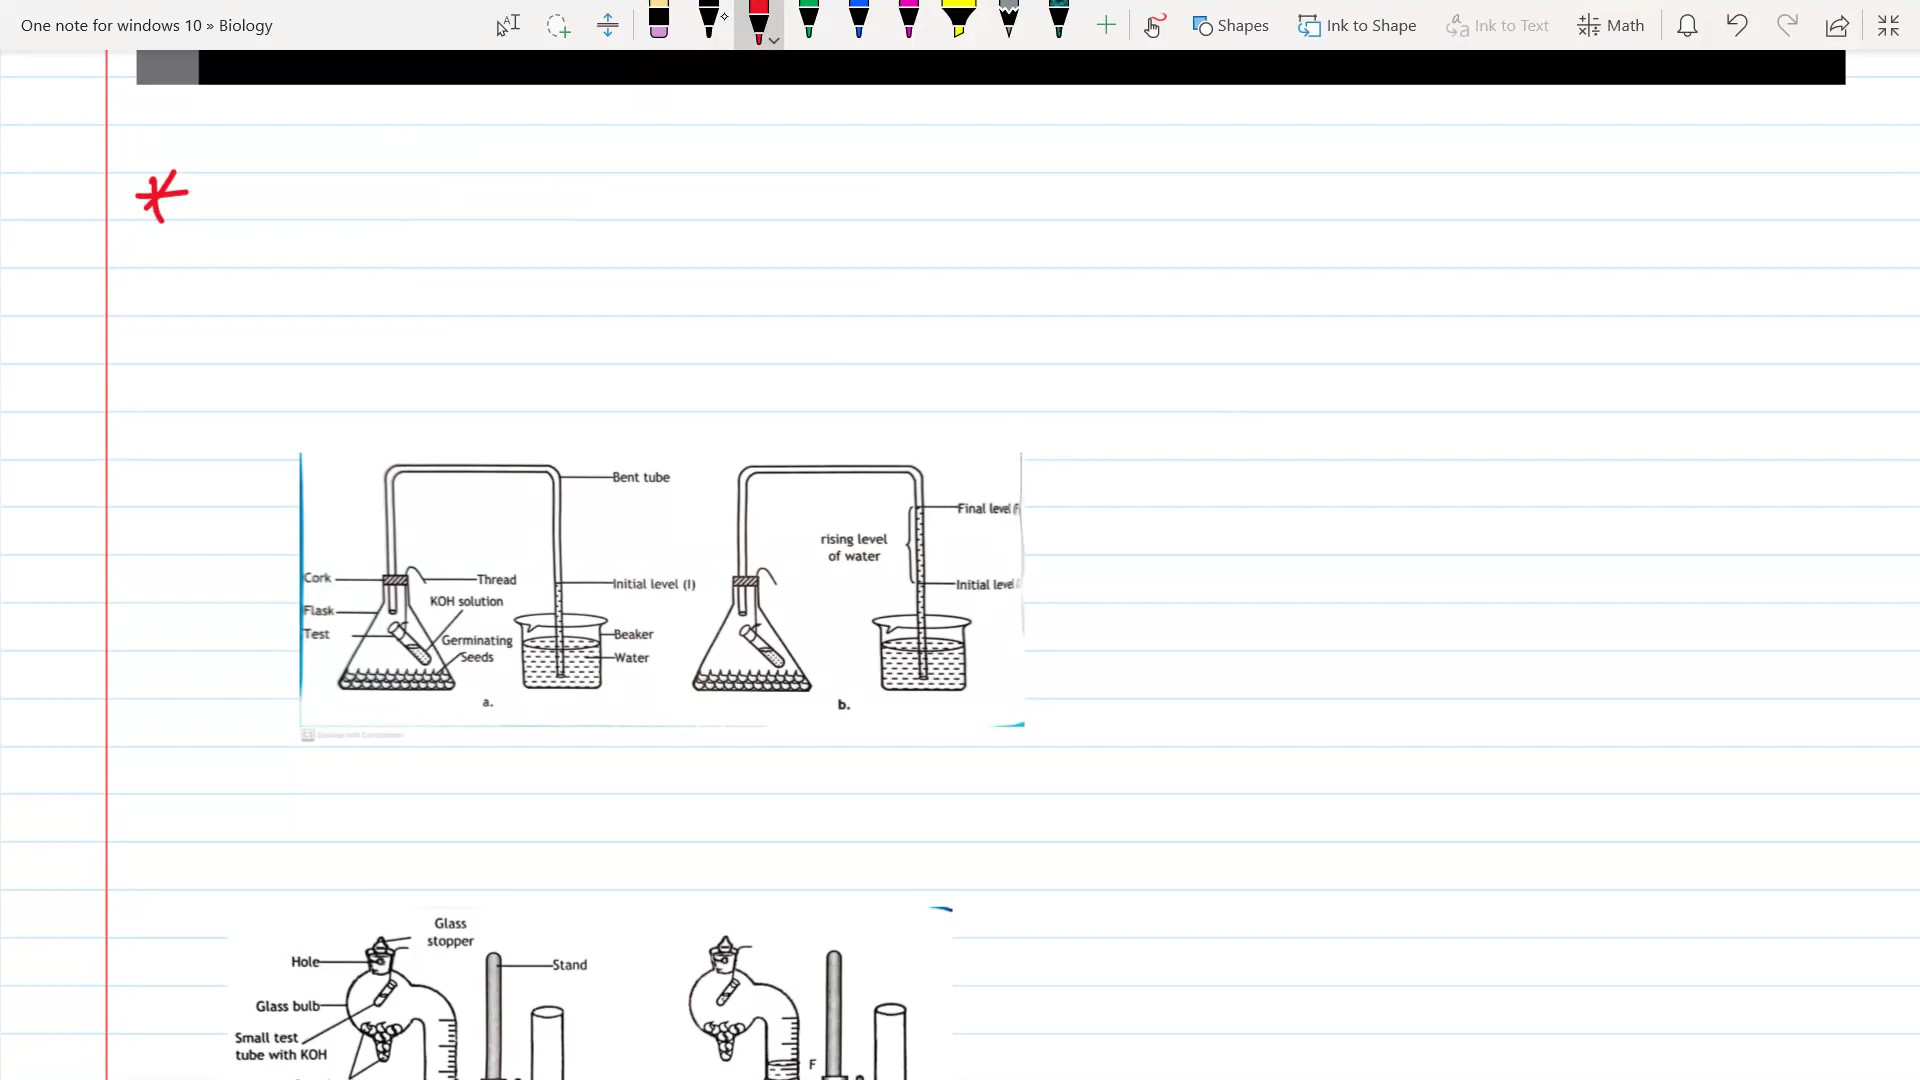 One note for windows 10 » Biology
Shapes
Ink to Shape
Ink to Text
Math
Bent tube
Final level
rising level
of water
Cork
Thread
Initial level (I)
Initial level
KOH solution
Flask
Test
Germinating
Seeds
Beaker
Water
a.
b.
CS
Glass
stopper
Hole
Stand
Glass bulb
Small test
tube with KOH
F